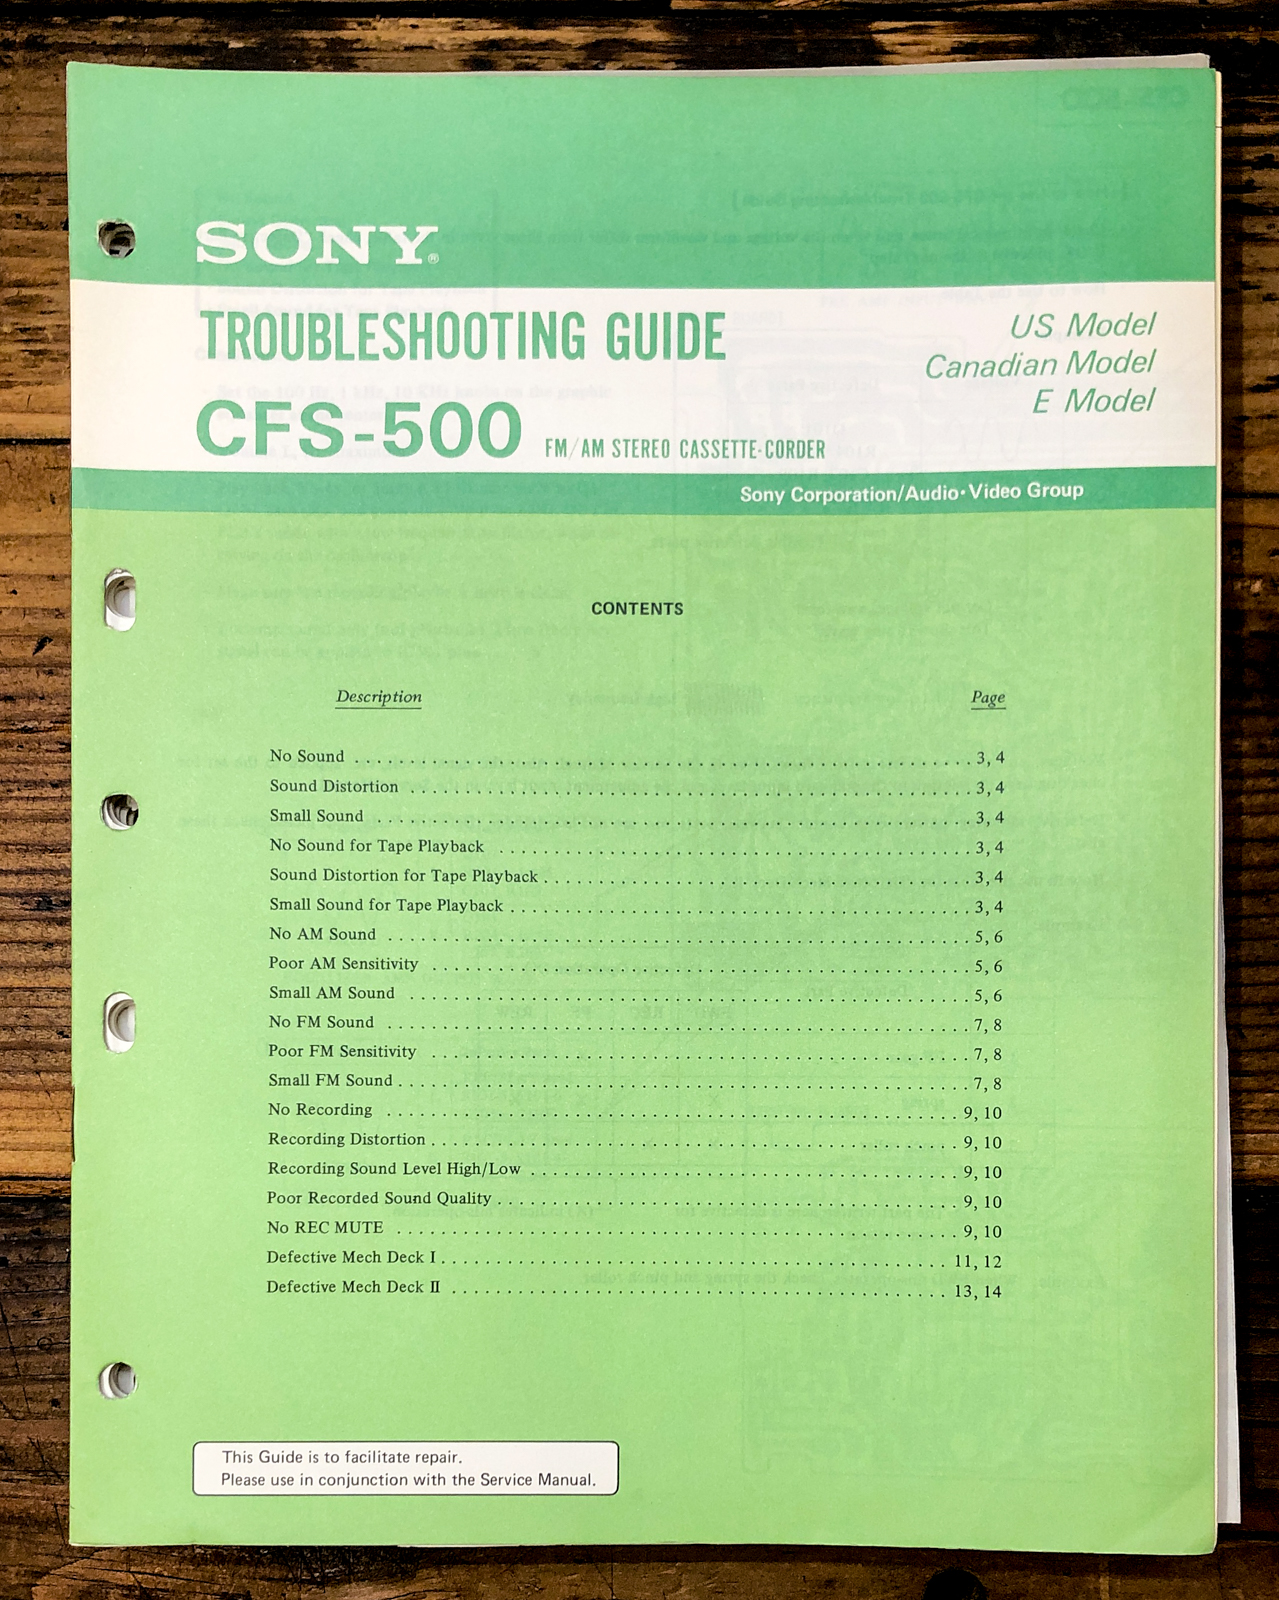 SONY®
TROUBLESHOOTING GUIDE
US Model
Canadian Model
E Model
CFS-500 FM/AM STEREO CASSETTE-CORDER
Sony Corporation/Audio•Video Group
CONTENTS
Description Page
No Sound 3, 4
Sound Distortion 3, 4
Small Sound 3, 4
No Sound for Tape Playback 3, 4
Sound Distortion for Tape Playback 3, 4
Small Sound for Tape Playback 3, 4
No AM Sound 5, 6
Poor AM Sensitivity 5, 6
Small AM Sound 5, 6
No FM Sound 7, 8
Poor FM Sensitivity 7, 8
Small FM Sound 7, 8
No Recording 9, 10
Recording Distortion 9, 10
Recording Sound Level High/Low 9, 10
Poor Recorded Sound Quality 9, 10
No REC MUTE 9, 10
Defective Mech Deck I 11, 12
Defective Mech Deck II 13, 14
This Guide is to facilitate repair.
Please use in conjunction with the Service Manual.